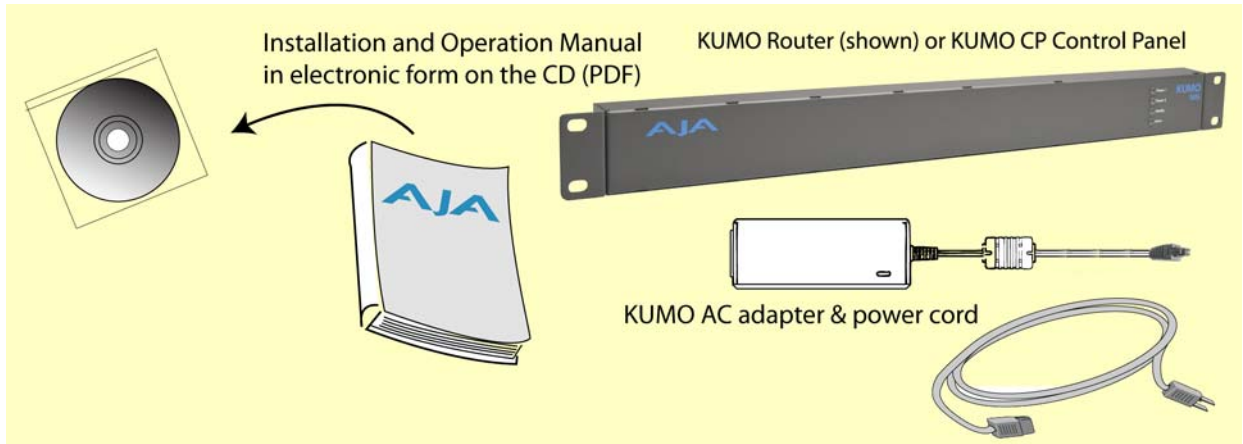 Installation and Operation Manual
in electronic form on the CD (PDF)
KUMO Router (shown) or KUMO CP Control Panel
AJA
KUMO
AJA
KUMO AC adapter & power cord